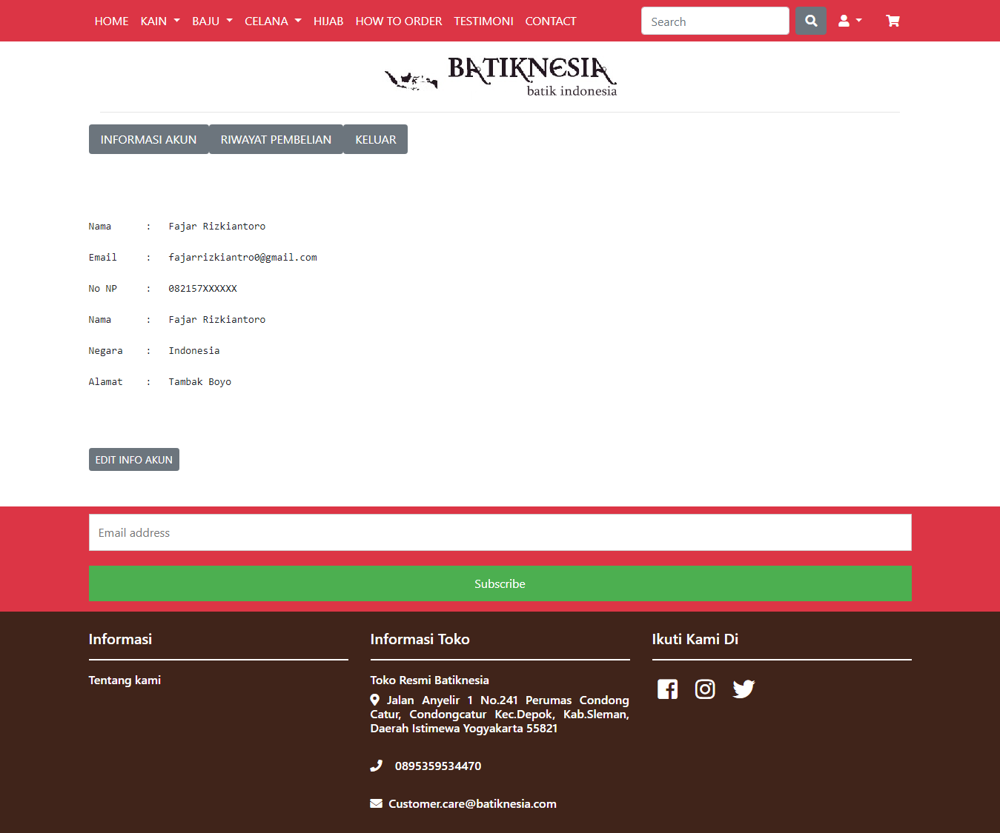 HOME KAIN BAJU CELANA HIJAB HOW TO ORDER TESTIMONI CONTACT Search
BATIKNESIA
batik indonesia
INFORMASI AKUN RIWAYAT PEMBELIAN KELUAR
Nama : Fajar Rizkiantoro
Email : fajarrizkiantro0@gmail.com
No NP : 082157XXXXXX
Nama : Fajar Rizkiantoro
Negara : Indonesia
Alamat : Tambak Boyo
EDIT INFO AKUN
Email address
Subscribe
Informasi
Tentang kami
Informasi Toko
Toko Resmi Batiknesia
Jalan Anyelir 1 No.241 Perumas Condong
Catur, Condongcatur Kec.Depok, Kab.Sleman,
Daerah Istimewa Yogyakarta 55821
0895359534470
Customer.care@batiknesia.com
Ikuti Kami Di